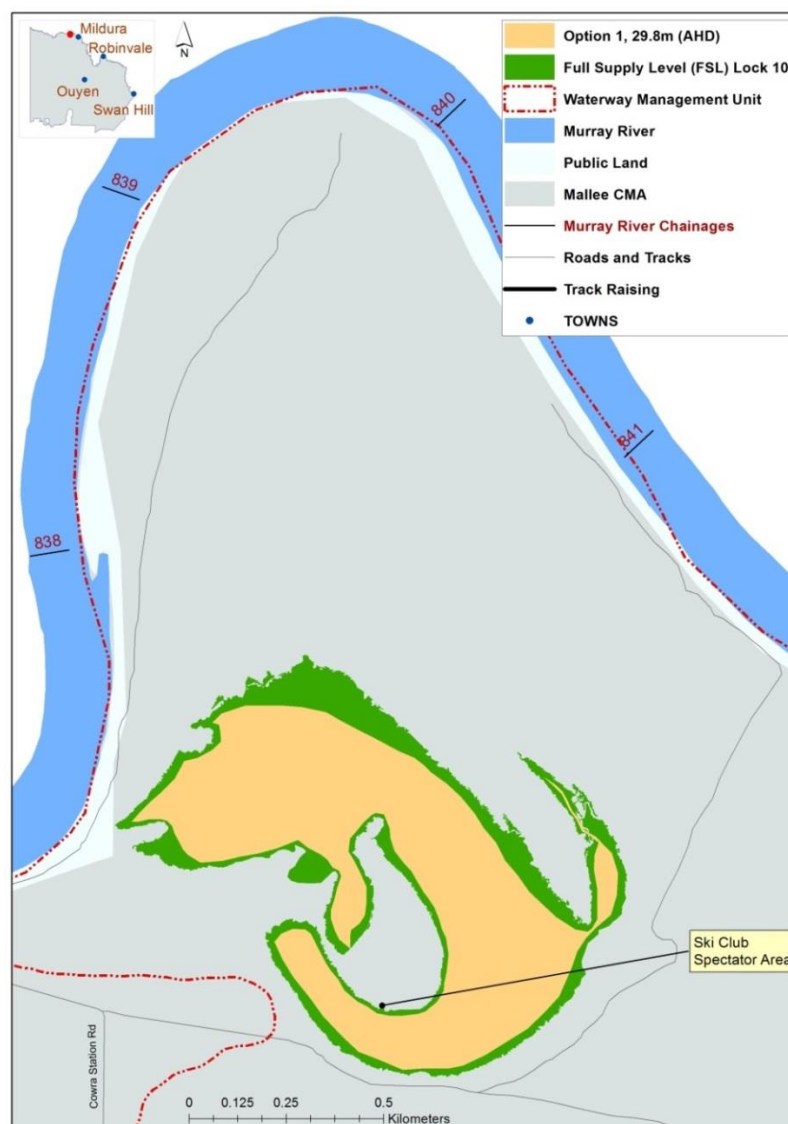 Mildura
Robinvale
Ouyen
Swan Hill
N
Option 1, 29.8m (AHD)
Full Supply Level (FSL) Lock 10
Waterway Management Unit
Murray River
Public Land
Mallee CMA
Murray River Chainages
Roads and Tracks
Track Raising
TOWNS
840
839
841
838
Ski Club
Spectator Area
Cowra Station Rd
0 0.125 0.25 0.5
Kilometers